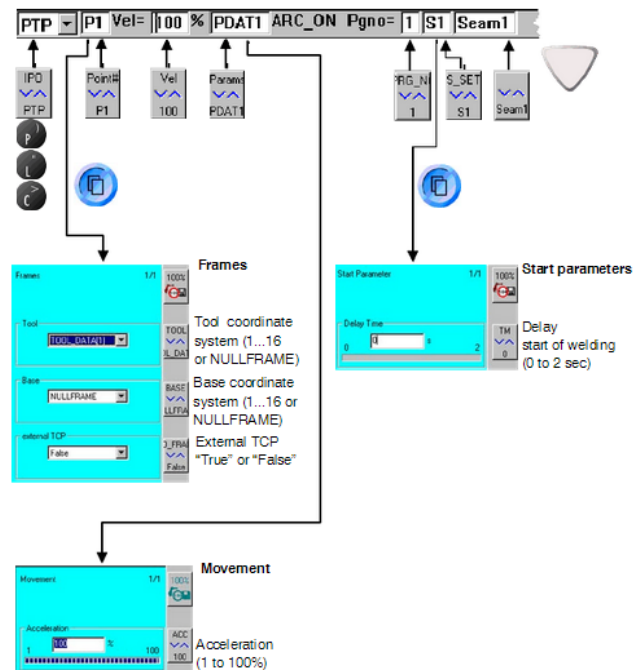 PTP P1 Vel= 100 % PDAT1 ARC_ON Pgno= 1 S1 Seam1
IPO
PTP
Point#
P1
Vel
100
Params
PDAT1
1
S_SET
S1
Seam1
P
L
C
Frames
Frames 1/1 100%
Tool
TOOL_DATA[1]
TOOL
Tool coordinate
system (1...16
or NULLFRAME)
Base
NULLFRAME
BASE
Base coordinate
system (1...16 or
NULLFRAME)
external TCP
False
False
External TCP
“True” or “False”
Start parameters
Start Parameter 1/1 100%
Delay Time
0 0 s 2
TM
0
Delay
start of welding
(0 to 2 sec)
Movement
Movement 1/1 100%
Acceleration
1 100 % 100
ACC
100
Acceleration
(1 to 100%)